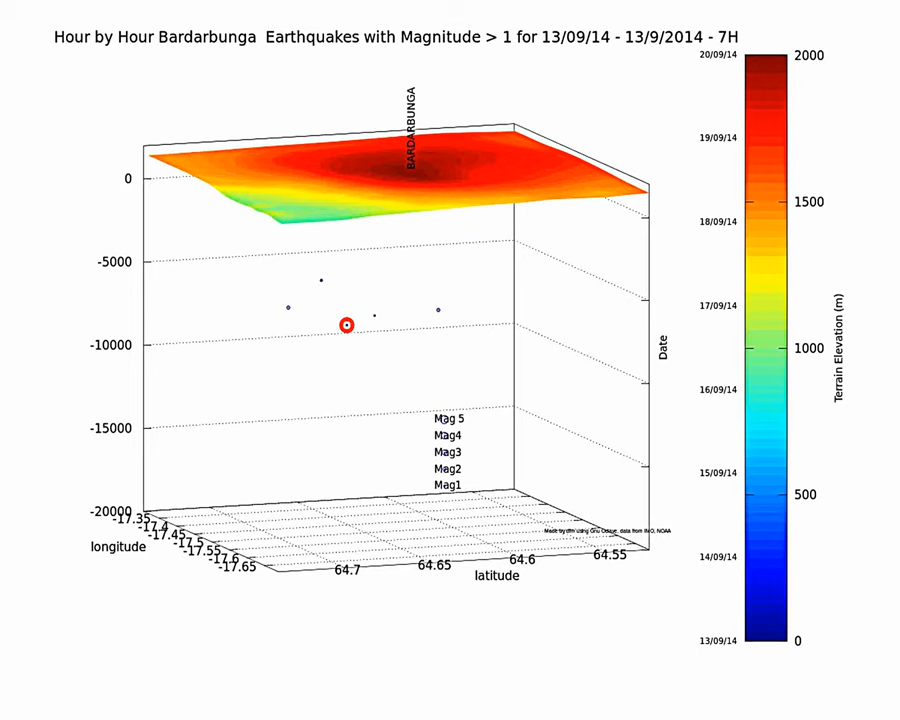 Hour by Hour Bardarbunga Earthquakes with Magnitude > 1 for 13/09/14 - 13/9/2014 - 7H
20/09/14
2000
BARDARBUNGA
19/09/14
0
1500
18/09/14
-5000
17/09/14
Terrain Elevation (m)
Date
-10000
1000
16/09/14
Mag 5
-15000
Mag4
Mag3
15/09/14
Mag2
Mag1
500
-20000
-17.35
-17.4
-17.45
-17.5
-17.55
-17.6
-17.65
longitude
64.7
64.65
64.6
64.55
latitude
14/09/14
13/09/14
0